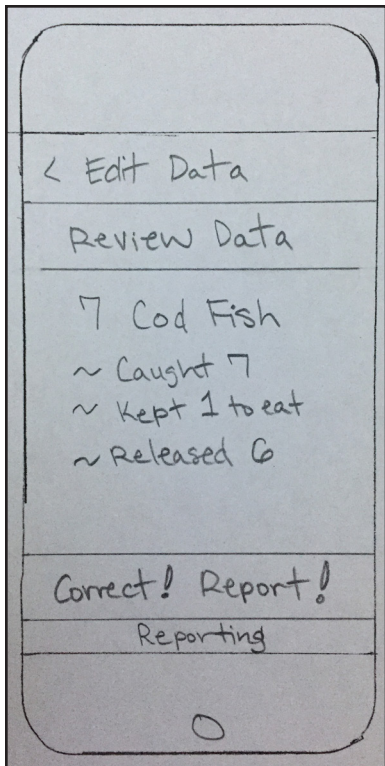 < Edit Data
Review Data
7 Cod Fish
~ Caught 7
~ Kept 1 to eat
~ Released 6
Correct! Report!
Reporting